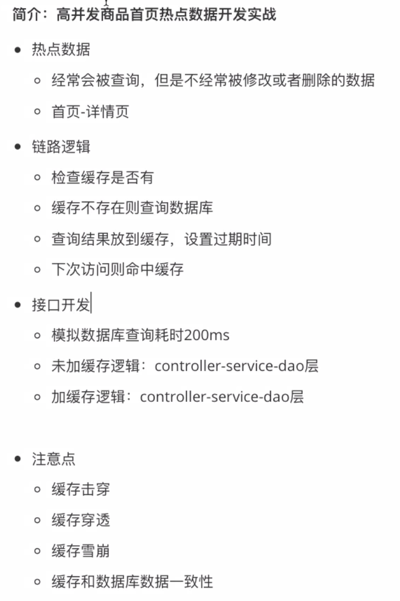 简介：高并发商品首页热点数据开发实战
热点数据
经常会被查询，但是不经常被修改或者删除的数据
首页-详情页
链路逻辑
检查缓存是否有
缓存不存在则查询数据库
查询结果放到缓存，设置过期时间
下次访问则命中缓存
接口开发
模拟数据库查询耗时200ms
未加缓存逻辑：controller-service-dao层
加缓存逻辑：controller-service-dao层
注意点
缓存击穿
缓存穿透
缓存雪崩
缓存和数据库数据一致性